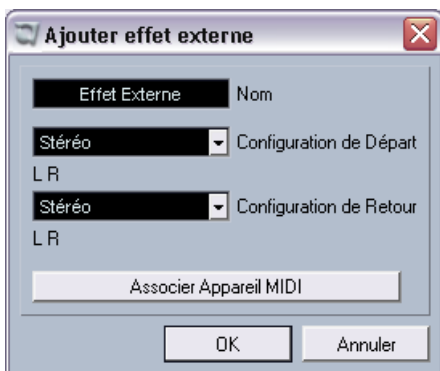 Ajouter effet externe
Effet Externe Nom
Stéréo Configuration de Départ
L R
Stéréo Configuration de Retour
L R
Associer Appareil MIDI
OK Annuler